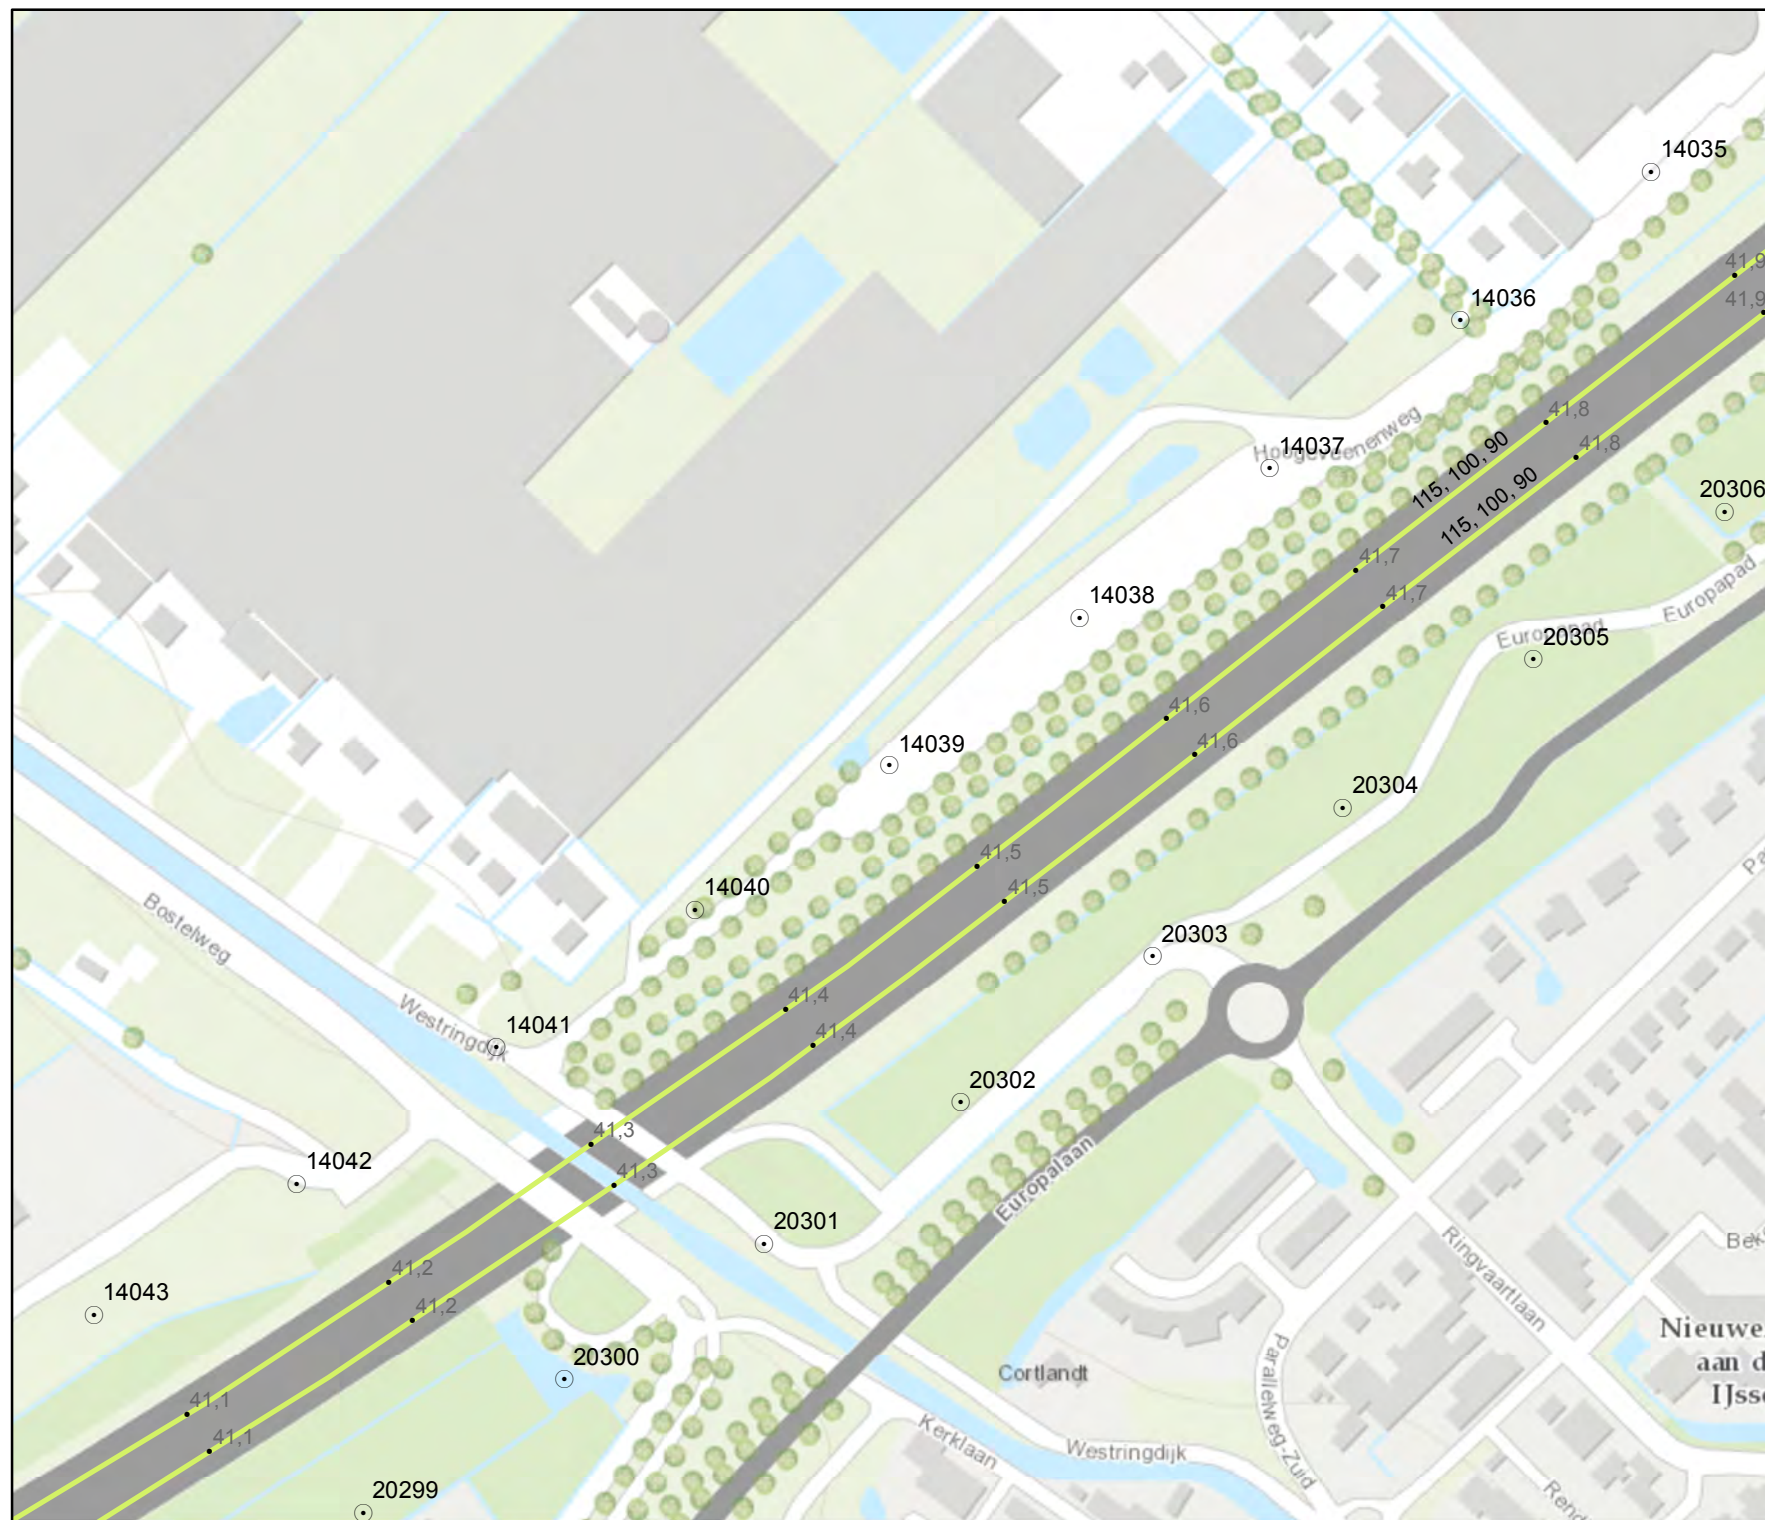 14035
41,9
41,9
14036
41,8
41,8
Hoogeveenenweg
14037
115, 100, 90
115, 100, 90
20306
41,7
41,7
14038
Europapad
Europapad
20305
41,6
41,6
14039
20304
41,5
41,5
14040
Bostelweg
20303
41,4
41,4
Westringdijk
14041
20302
41,3
41,3
14042
Europalaan
20301
Ringvaartlaan
41,2
41,2
14043
20300
Cortlandt
Nieuwe
aan d
IJss
Parallelweg-Zuid
41,1
41,1
Kerklaan
Westringdijk
20299